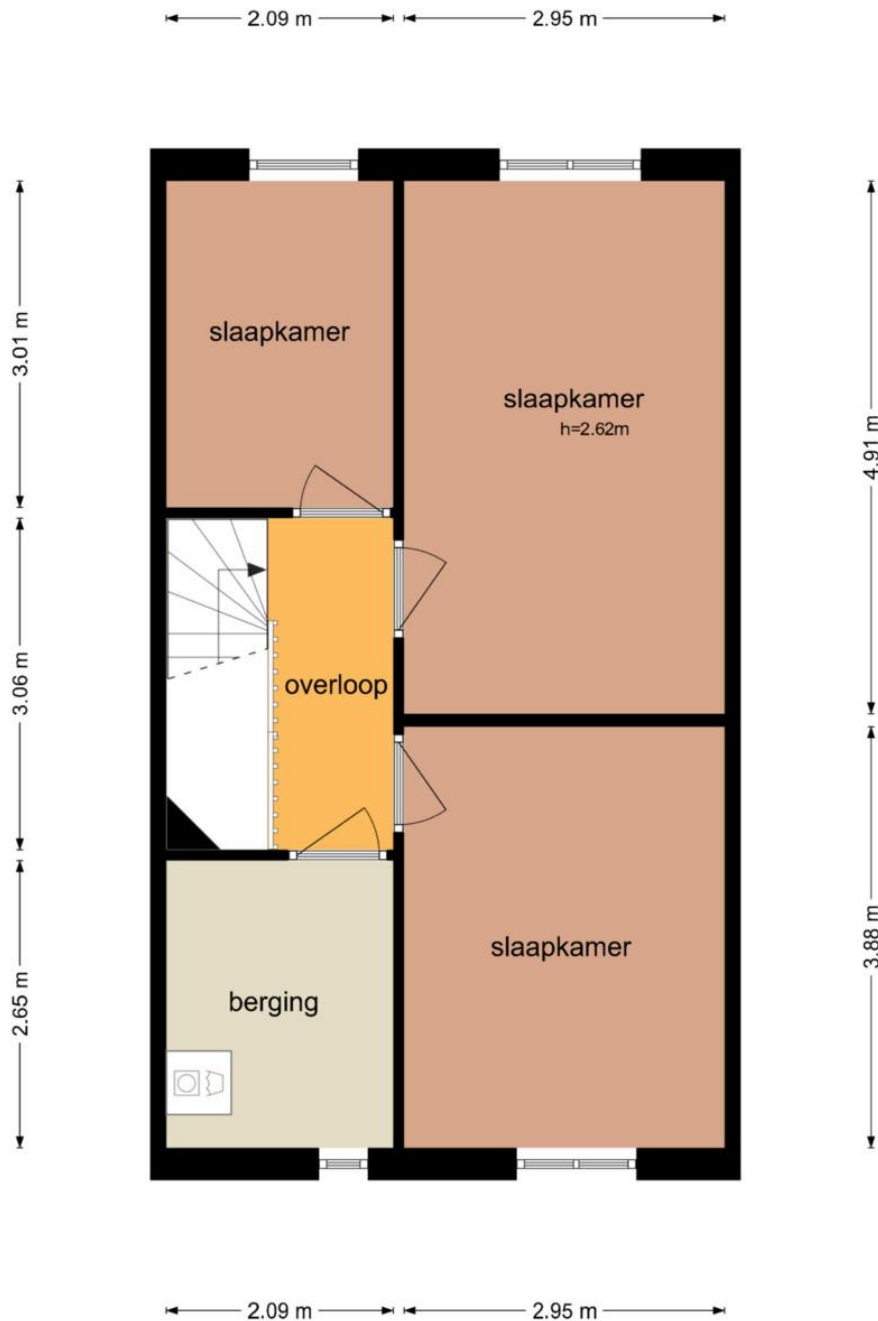 2.09 m
2.95 m
3.01 m
slaapkamer
slaapkamer
h=2.62m
4.91 m
3.06 m
overloop
3.88 m
slaapkamer
2.65 m
berging
2.09 m
2.95 m